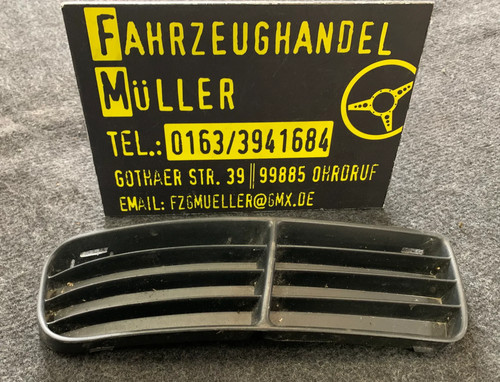 FAHRZEUGHANDEL
MÜLLER
TEL.: 0163/3941684
GOTHAER STR. 39 || 99885 OHRDRUF
EMAIL: FZGMUELLER@GMX.DE